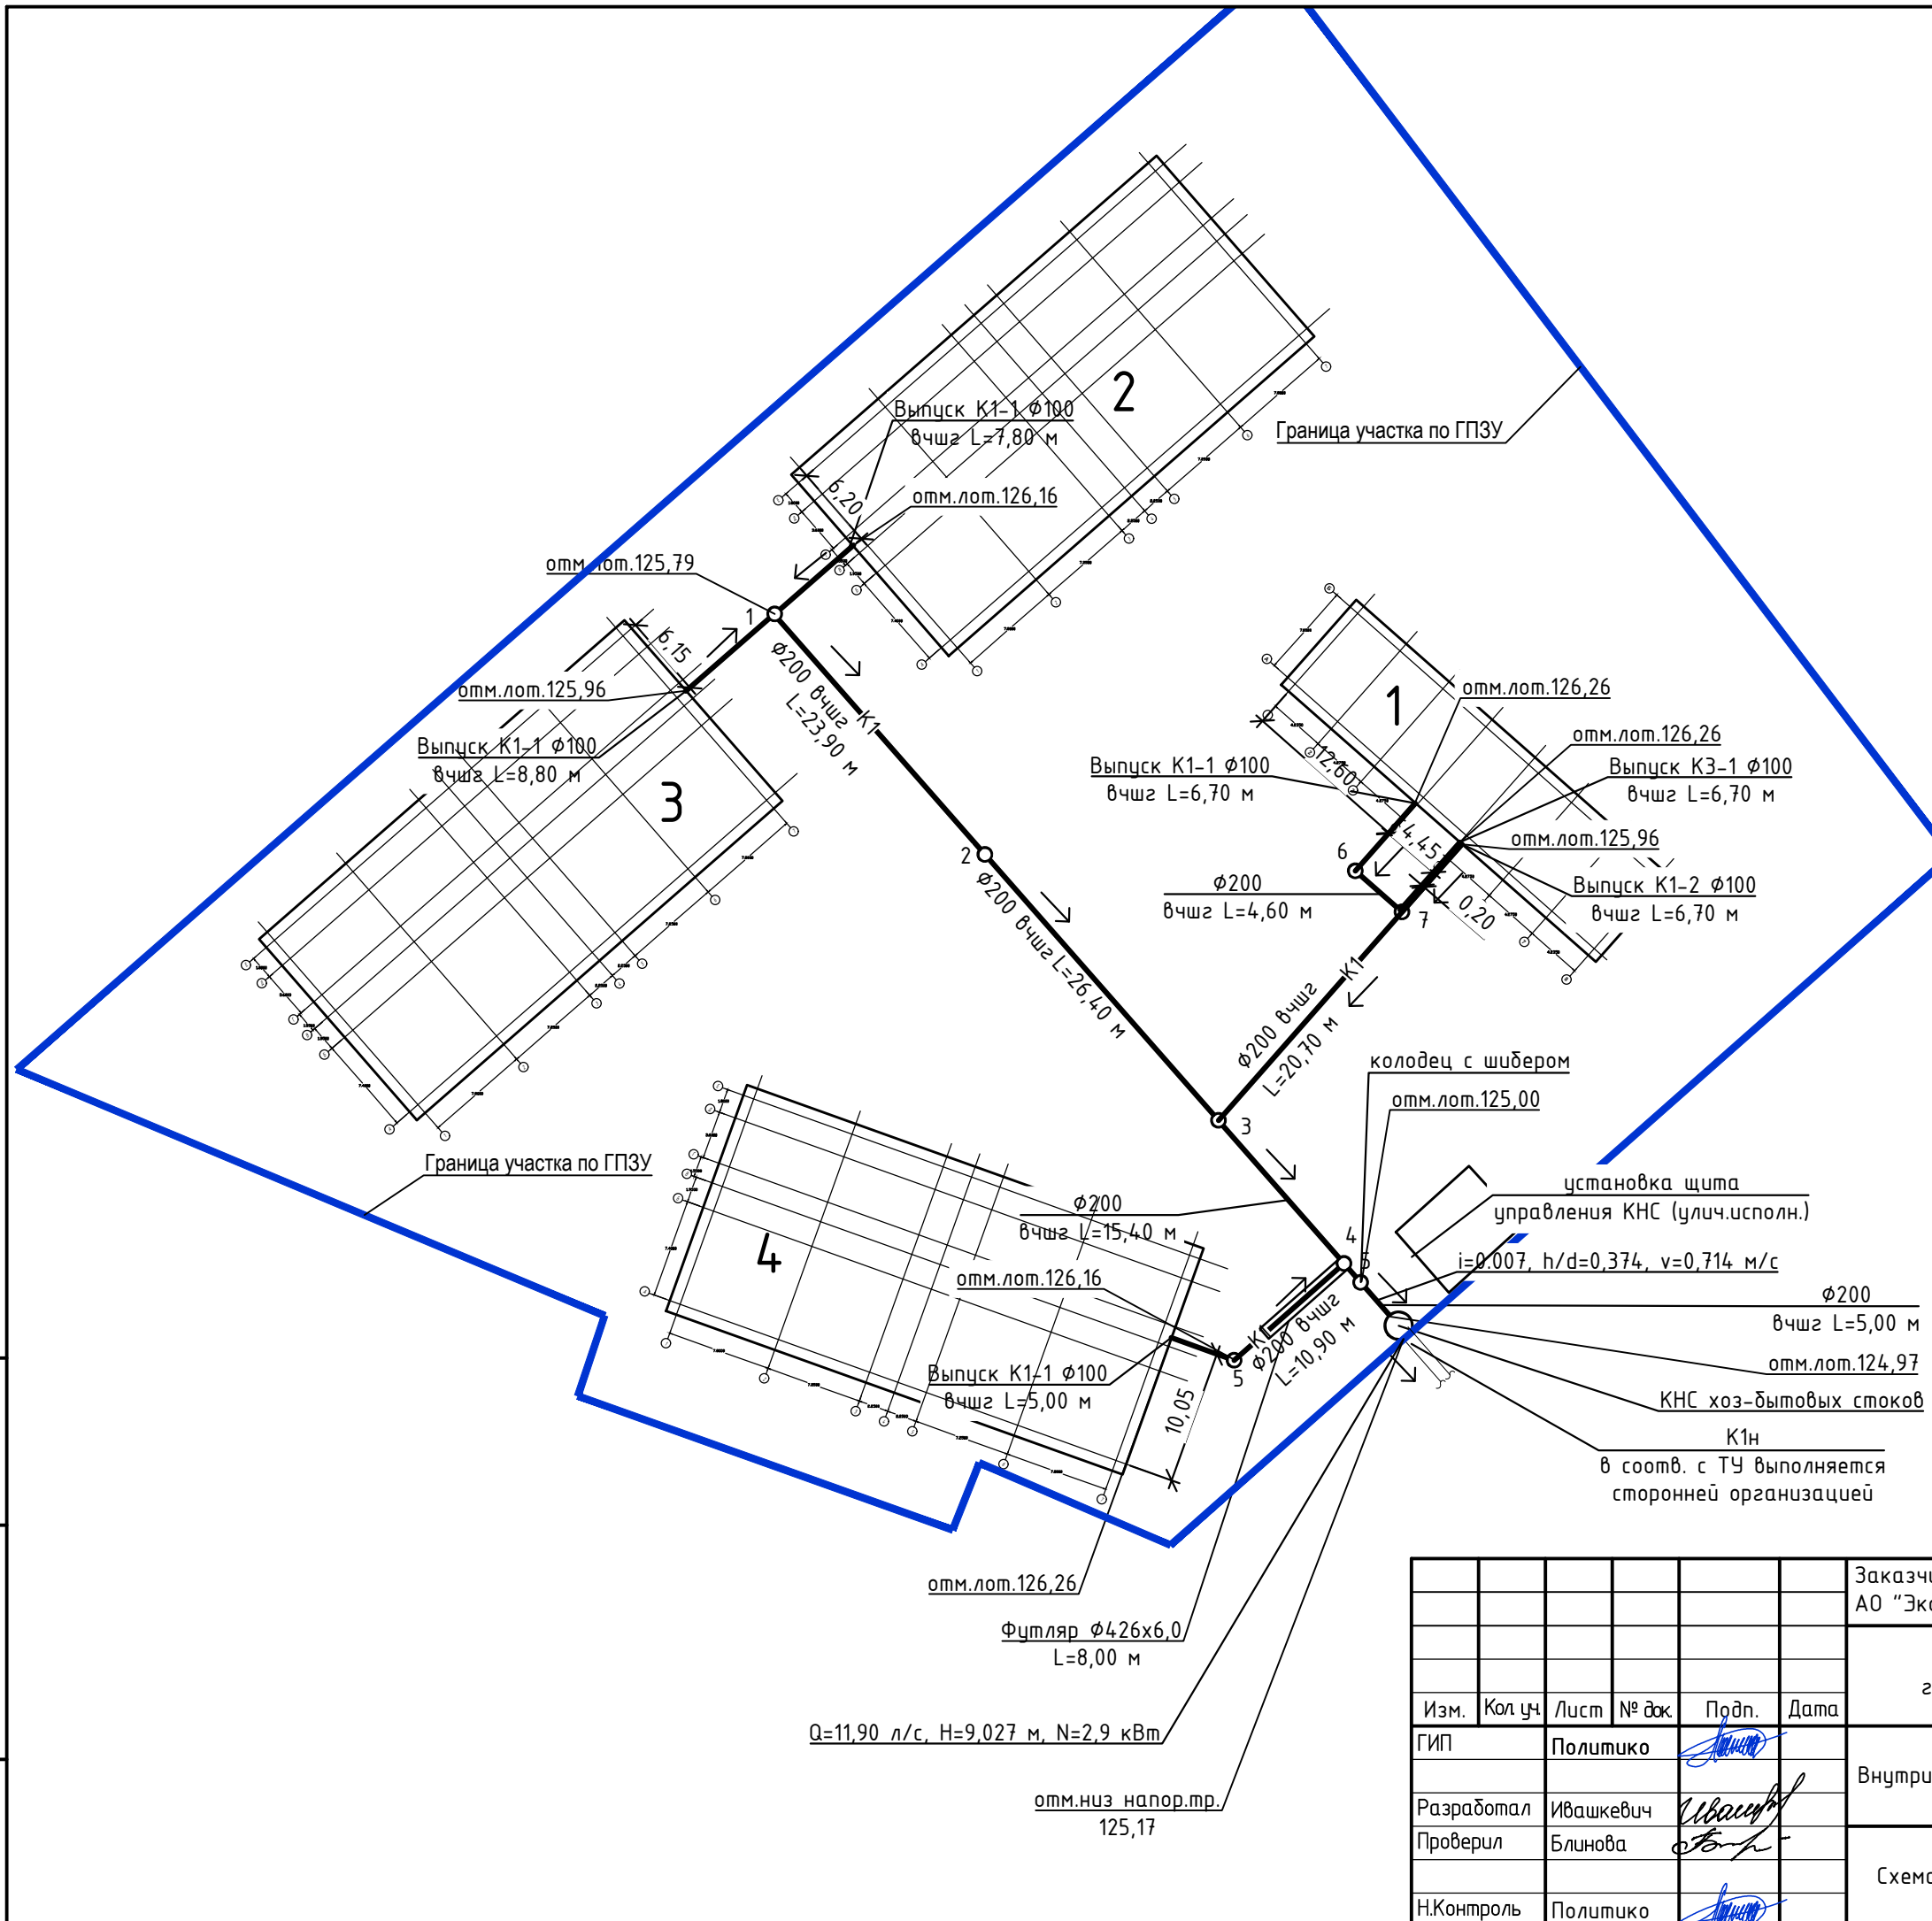 2
Выпуск К1-1 Ф100
вчшг L=7,80 м
Граница участка по ГПЗУ
6,20
отм.лот.126,16
отм.лот.125,79
1
6,15
отм.лот.125,96
Ф200 вчшг
L=23,90 м
К1
Выпуск К1-1 Ф100
вчшг L=8,80 м
3
1
отм.лот.126,26
отм.лот.126,26
Выпуск К1-1 Ф100
вчшг L=6,70 м
12,60
Выпуск К3-1 Ф100
вчшг L=6,70 м
4,45
отм.лот.125,96
2
6
Ф200
вчшг L=4,60 м
7
0,20
Выпуск К1-2 Ф100
вчшг L=6,70 м
Ф200 вчшг L=26,40 м
К1
Ф200 вчшг
L=20,70 м
колодец с шибером
отм.лот.125,00
3
Граница участка по ГПЗУ
Ф200
вчшг L=15,40 м
установка щита
управления КНС (улич.исполн.)
4
4
5
i=0.007, h/d=0,374, v=0,714 м/с
отм.лот.126,16
Ф200
вчшг L=5,00 м
К1
Ф200 вчшг
L=10,90 м
отм.лот.124,97
Выпуск К1-1 Ф100
вчшг L=5,00 м
5
10,05
КНС хоз-бытовых стоков
К1н
в соотв. с ТУ выполняется
сторонней организацией
отм.лот.126,26
Футляр Ф426х6,0
L=8,00 м
Q=11,90 л/с, H=9,027 м, N=2,9 кВт
отм.низ напор.тр.
125,17
АО "Эко
Изм. Кол.уч Лист № док. Подп. Дата
ГИП Политико
Разработал Ивашкевич
Проверил Блинова
Н.Контроль Политико